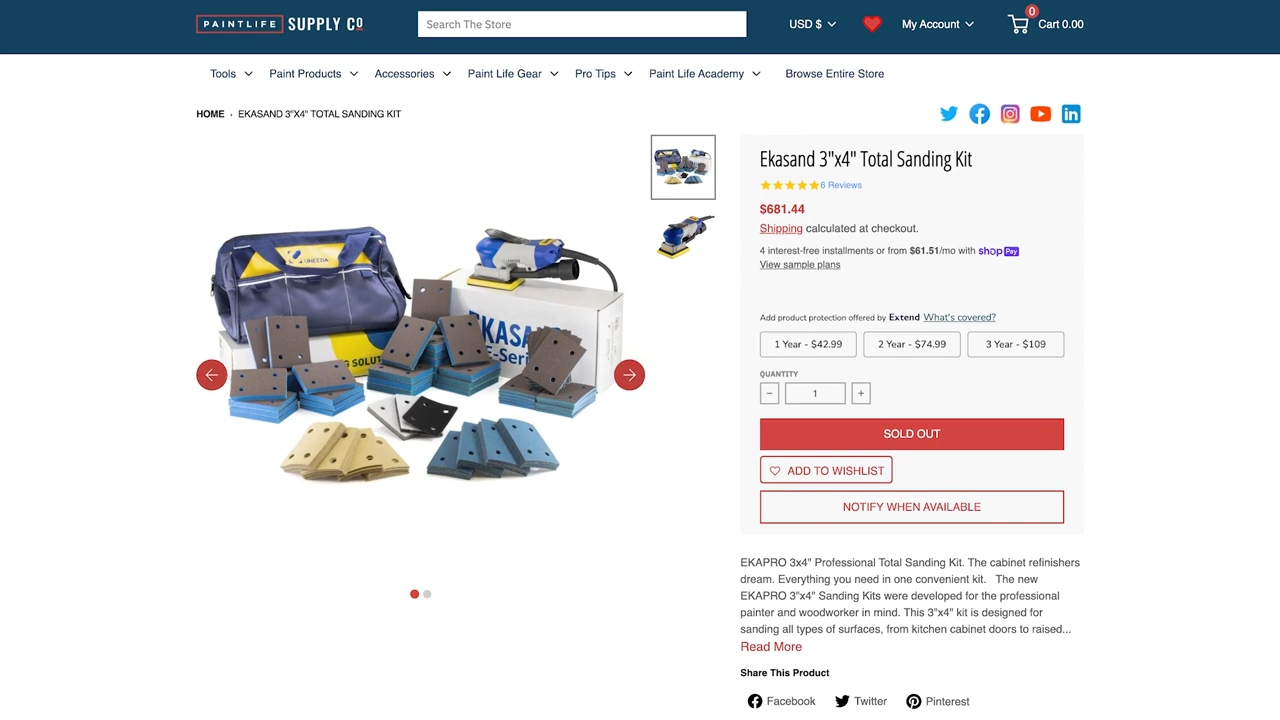 PAINTLIFE SUPPLY CO
Search The Store
USD $
My Account
0
Cart 0.00
Tools
Paint Products
Accessories
Paint Life Gear
Pro Tips
Paint Life Academy
Browse Entire Store
HOME › EKASAND 3"X4" TOTAL SANDING KIT
Ekasand 3"x4" Total Sanding Kit
6 Reviews
$681.44
Shipping calculated at checkout.
4 interest-free installments or from $61.51/mo with shop Pay
View sample plans
Add product protection offered by Extend What's covered?
1 Year - $42.99
2 Year - $74.99
3 Year - $109
QUANTITY
− 1 +
SOLD OUT
ADD TO WISHLIST
NOTIFY WHEN AVAILABLE
UNEEDA
EKASAN
E-Series
G SOLU
EKAPRO 3x4" Professional Total Sanding Kit. The cabinet refinishers
dream. Everything you need in one convenient kit. The new
EKAPRO 3"x4" Sanding Kits were developed for the professional
painter and woodworker in mind. This 3"x4" kit is designed for
sanding all types of surfaces, from kitchen cabinet doors to raised...
Read More
Share This Product
Facebook
Twitter
Pinterest